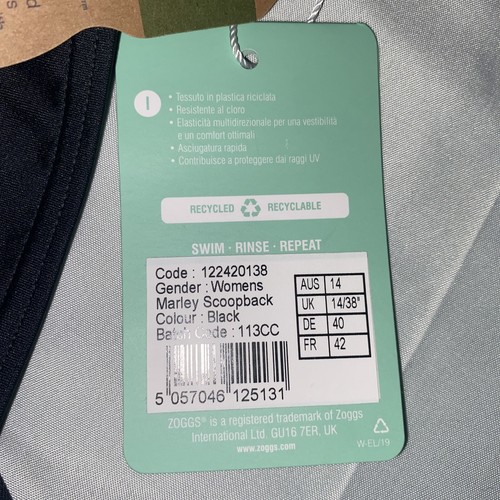 I
• Tessuto in plastica riciclata
• Resistente al cloro
• Elasticità multidirezionale per una vestibilità
e un comfort ottimali
• Asciugatura rapida
• Contribuisce a proteggere dai raggi UV
RECYCLED RECYCLABLE
SWIM · RINSE · REPEAT
Code : 122420138
Gender : Womens
Marley Scoopback
Colour : Black
Batch Code : 113CC
AUS 14
UK 14/38"
DE 40
FR 42
5 057046 125131
ZOGGS® is a registered trademark of Zoggs
International Ltd GU16 7ER. UK
www.zoggs.com
W-EL/19